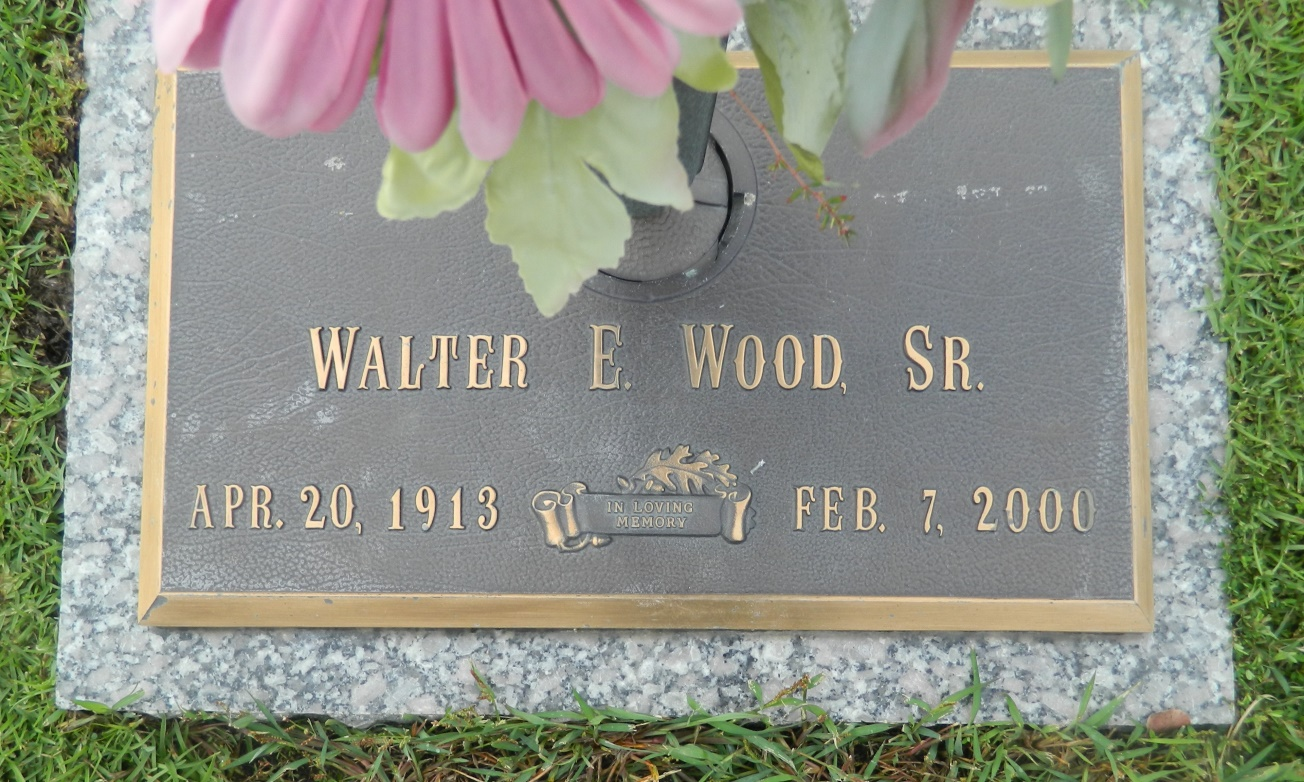 WALTER E. WOOD, SR.
APR. 20, 1913
IN LOVING
MEMORY
FEB. 7, 2000